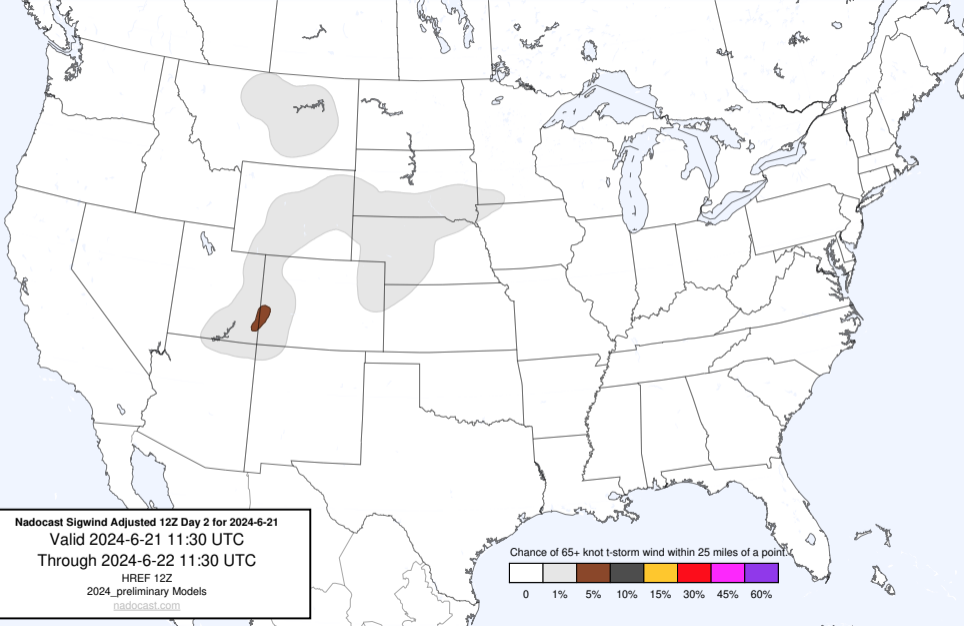 Nadocast Sigwind Adjusted 12Z Day 2 for 2024-6-21
Valid 2024-6-21 11:30 UTC
Through 2024-6-22 11:30 UTC
HREF 12Z
2024_preliminary Models
nadocast.com
Chance of 65+ knot t-storm wind within 25 miles of a point.
0 1% 5% 10% 15% 30% 45% 60%